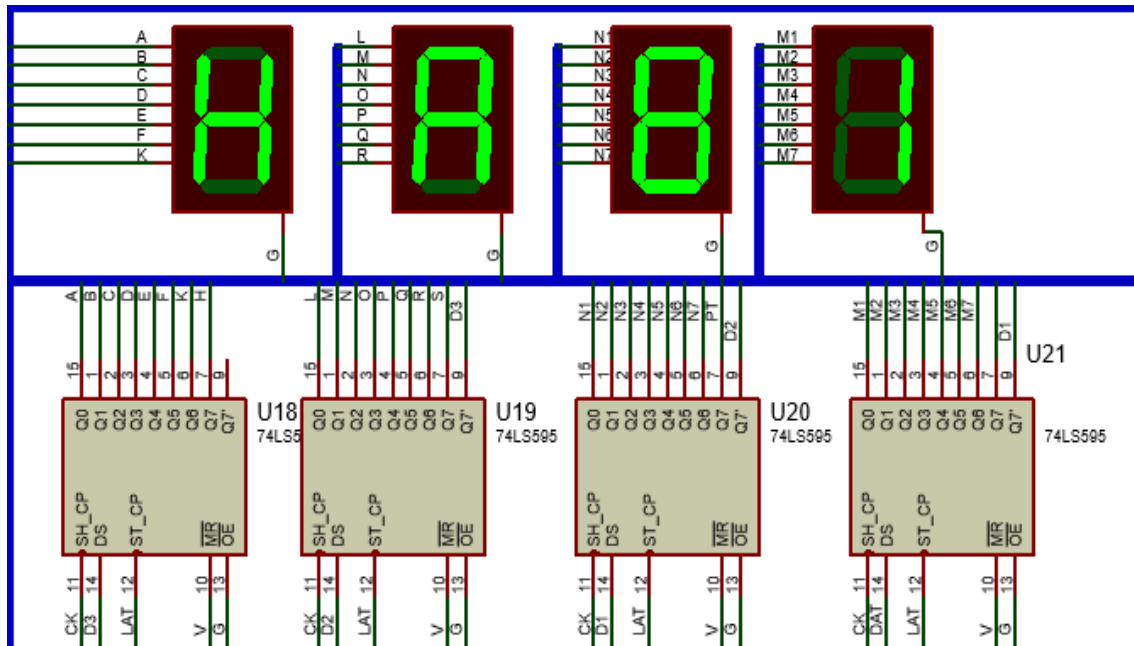 A L N1 M1
B M N2 M2
C N N3 M3
D O N4 M4
E P N5 M5
F Q N6 M6
K R N7 M7
H A 8 1
G G G G
A B C D E F K H
L M N O P Q R S D3
N1 N2 N3 N4 N5 N6 N7 PT D2
M1 M2 M3 M4 M5 M6 M7 D1
15 1 2 3 4 5 6 7 9
15 1 2 3 4 5 6 7 9
15 1 2 3 4 5 6 7 9
15 1 2 3 4 5 6 7 9
U21
U18 U19 U20
74LS5 74LS595 74LS595 74LS595
Q0 Q1 Q2 Q3 Q4 Q5 Q6 Q7 Q7'
Q0 Q1 Q2 Q3 Q4 Q5 Q6 Q7 Q7'
Q0 Q1 Q2 Q3 Q4 Q5 Q6 Q7 Q7'
Q0 Q1 Q2 Q3 Q4 Q5 Q6 Q7 Q7'
SH_CP DS ST_CP MR OE
SH_CP DS ST_CP MR OE
SH_CP DS ST_CP MR OE
SH_CP DS ST_CP MR OE
11 14 12 10 13
11 14 12 10 13
11 14 12 10 13
11 14 12 10 13
CK D3 LAT V G
CK D2 LAT V G
CK D1 LAT V G
CK DAT LAT V G